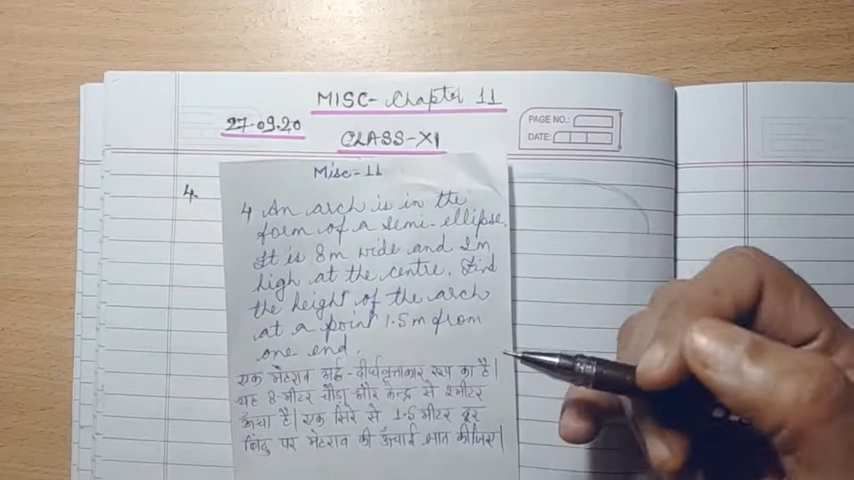 MISC- Chapter 11
27-09-20
PAGE NO.:
DATE:
CLASS-XI
Misc-11
4.
4 An arch is in the
form of a semi-ellipse.
It is 8m wide and 2m
high at the centre. Find
the height of the arch
at a point 1.5m from
one end.
एक मेहराव अर्द्ध-दीर्घवृत्ताकार रूप का है।
यह 8 मीटर चौड़ा और केन्द्र से 2 मीटर
ऊँचा है। एक सिरे से 1.5 मीटर दूर
बिंदु पर मेहराव की ऊँचाई ज्ञात कीजिए।